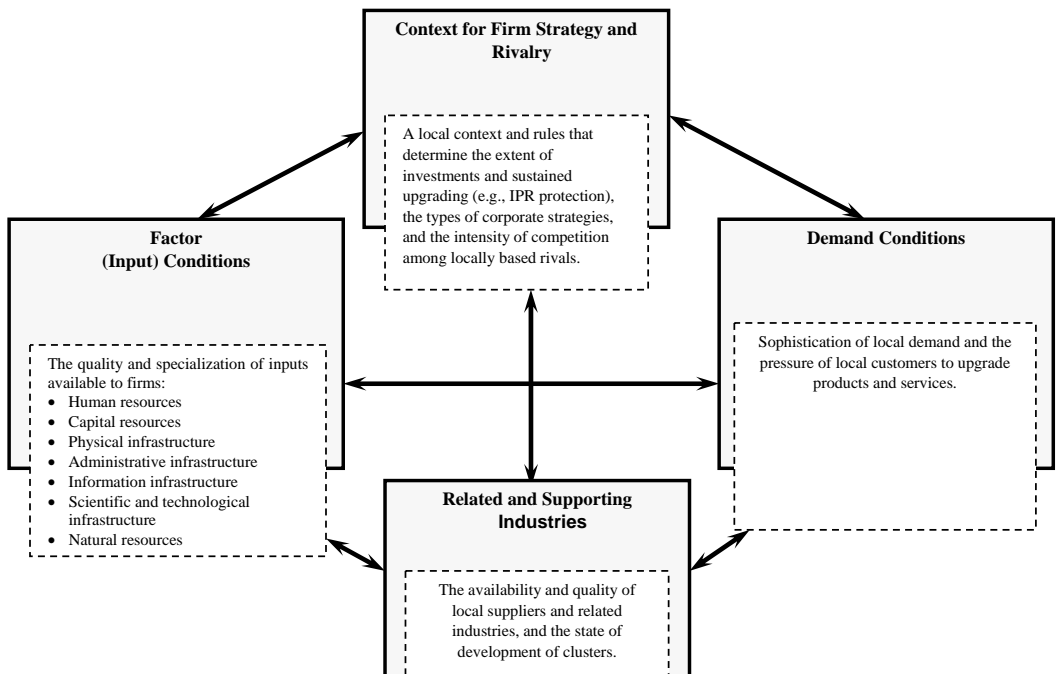 Context for Firm Strategy and
Rivalry
A local context and rules that
determine the extent of
investments and sustained
upgrading (e.g., IPR protection),
the types of corporate strategies,
and the intensity of competition
among locally based rivals.
Factor
(Input) Conditions
The quality and specialization of inputs
available to firms:
• Human resources
• Capital resources
• Physical infrastructure
• Administrative infrastructure
• Information infrastructure
• Scientific and technological
infrastructure
• Natural resources
Demand Conditions
Sophistication of local demand and the
pressure of local customers to upgrade
products and services.
Related and Supporting
Industries
The availability and quality of
local suppliers and related
industries, and the state of
development of clusters.